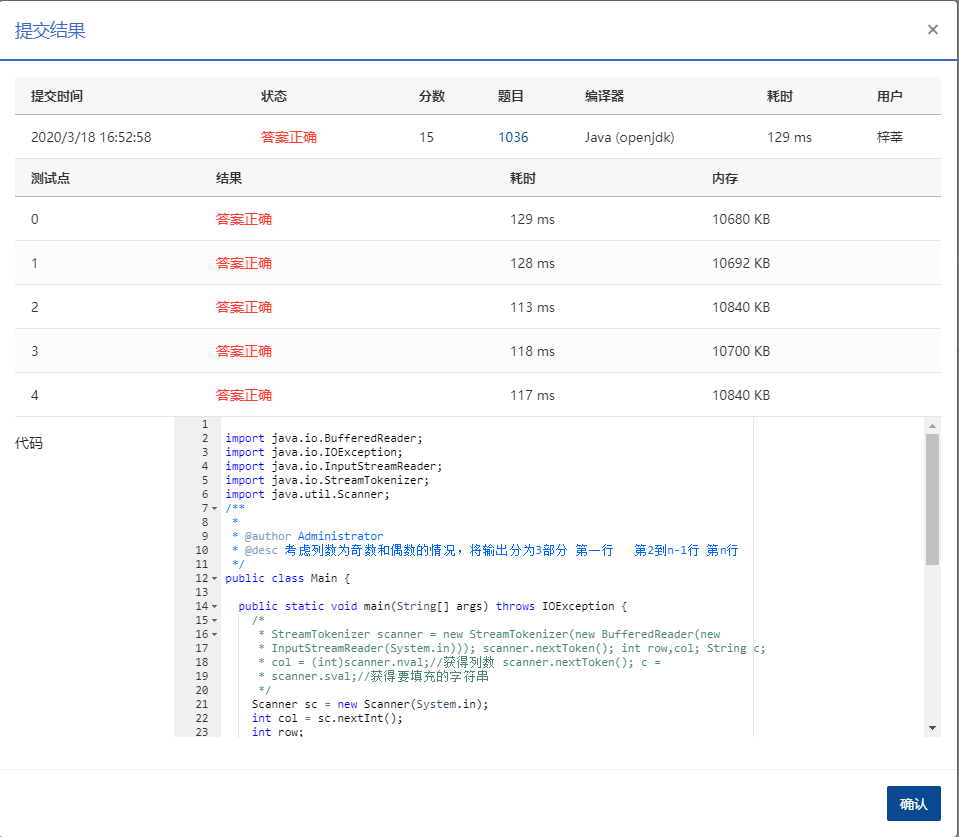 提交结果 ×
提交时间 状态 分数 题目 编译器 耗时 用户
2020/3/18 16:52:58 答案正确 15 1036 Java (openjdk) 129 ms 梓莘
测试点 结果 耗时 内存
0 答案正确 129 ms 10680 KB
1 答案正确 128 ms 10692 KB
2 答案正确 113 ms 10840 KB
3 答案正确 118 ms 10700 KB
4 答案正确 117 ms 10840 KB
代码
1
2 import java.io.BufferedReader;
3 import java.io.IOException;
4 import java.io.InputStreamReader;
5 import java.io.StreamTokenizer;
6 import java.util.Scanner;
7 /**
8 *
9 * @author Administrator
10 * @desc 考虑列数为奇数和偶数的情况，将输出分为3部分 第一行 第2到n-1行 第n行
11 */
12 public class Main {
13
14 public static void main(String[] args) throws IOException {
15 /*
16 * StreamTokenizer scanner = new StreamTokenizer(new BufferedReader(new
17 * InputStreamReader(System.in))); scanner.nextToken(); int row,col; String c;
18 * col = (int)scanner.nval;//获得列数 scanner.nextToken(); c =
19 * scanner.sval;//获得要填充的字符串
20 */
21 Scanner sc = new Scanner(System.in);
22 int col = sc.nextInt();
23 int row;
确认